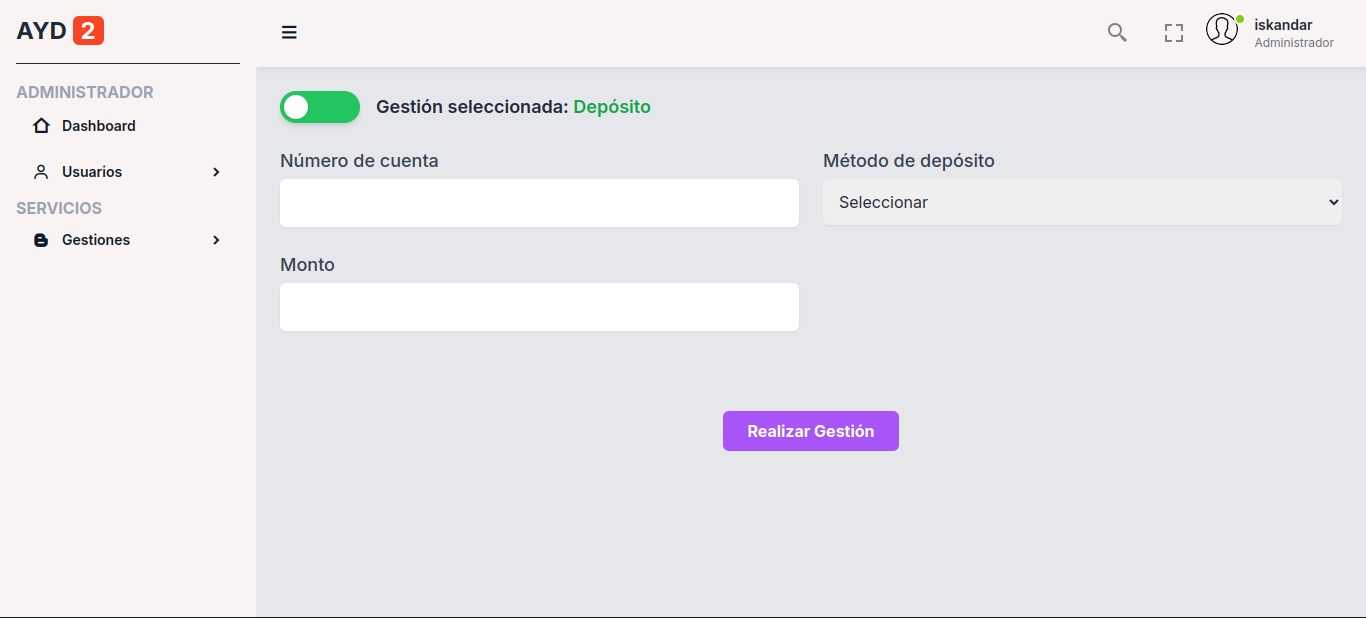 AYD 2
ADMINISTRADOR
Dashboard
Usuarios
SERVICIOS
Gestiones
iskandar
Administrador
Gestión seleccionada: Depósito
Número de cuenta
Método de depósito
Seleccionar
Monto
Realizar Gestión